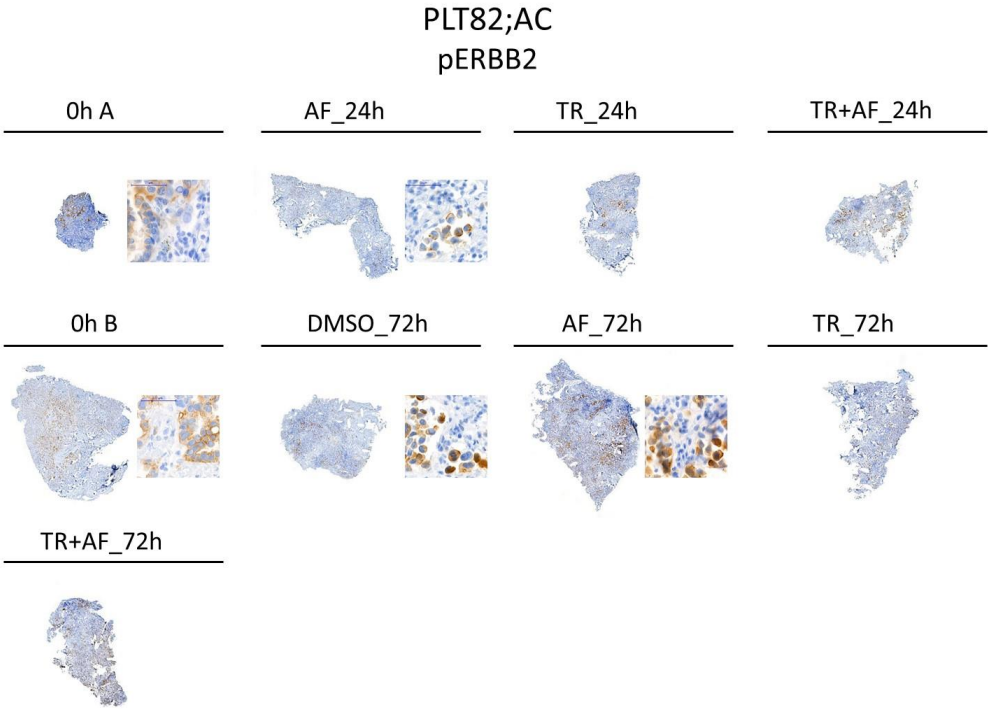 PLT82;AC
pERBB2
0h A
AF_24h
TR_24h
TR+AF_24h
0h B
DMSO_72h
AF_72h
TR_72h
TR+AF_72h